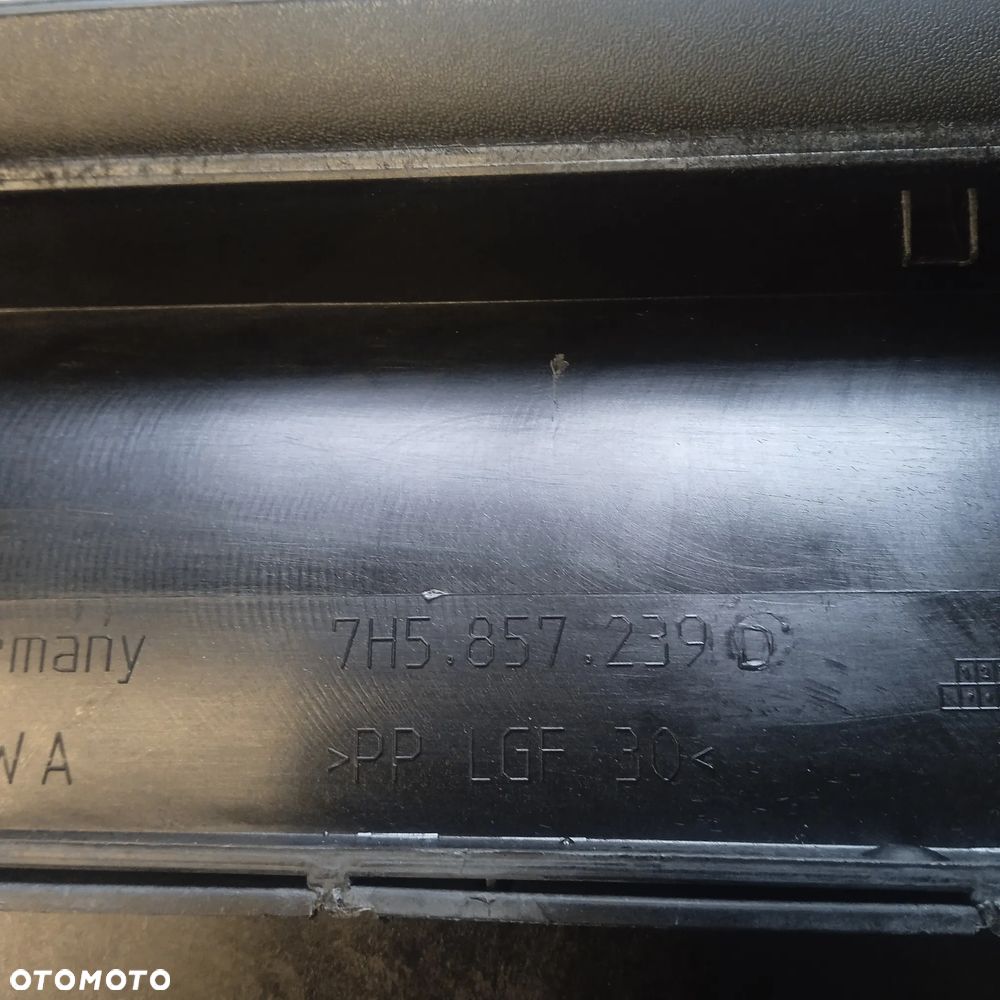 rmany
7H5.857.239 D
W A
>PP LGF 30<
OTOMOTO